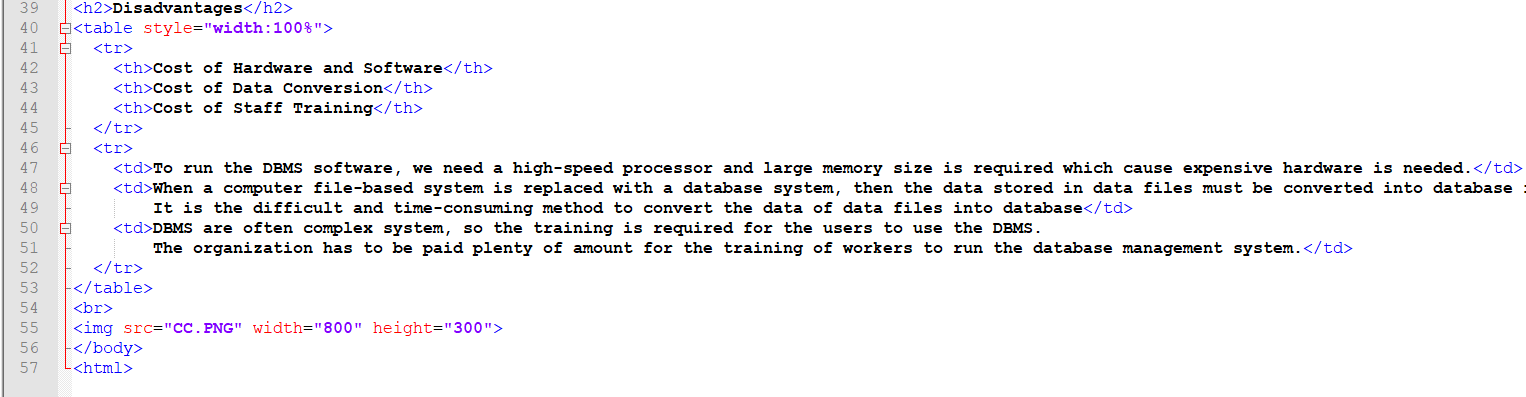 39 <h2>Disadvantages</h2>
40 <table style="width:100%">
41 <tr>
42 <th>Cost of Hardware and Software</th>
43 <th>Cost of Data Conversion</th>
44 <th>Cost of Staff Training</th>
45 </tr>
46 <tr>
47 <td>To run the DBMS software, we need a high-speed processor and large memory size is required which cause expensive hardware is needed.</td>
48 <td>When a computer file-based system is replaced with a database system, then the data stored in data files must be converted into database
49 It is the difficult and time-consuming method to convert the data of data files into database</td>
50 <td>DBMS are often complex system, so the training is required for the users to use the DBMS.
51 The organization has to be paid plenty of amount for the training of workers to run the database management system.</td>
52 </tr>
53 </table>
54 <br>
55 <img src="CC.PNG" width="800" height="300">
56 </body>
57 <html>